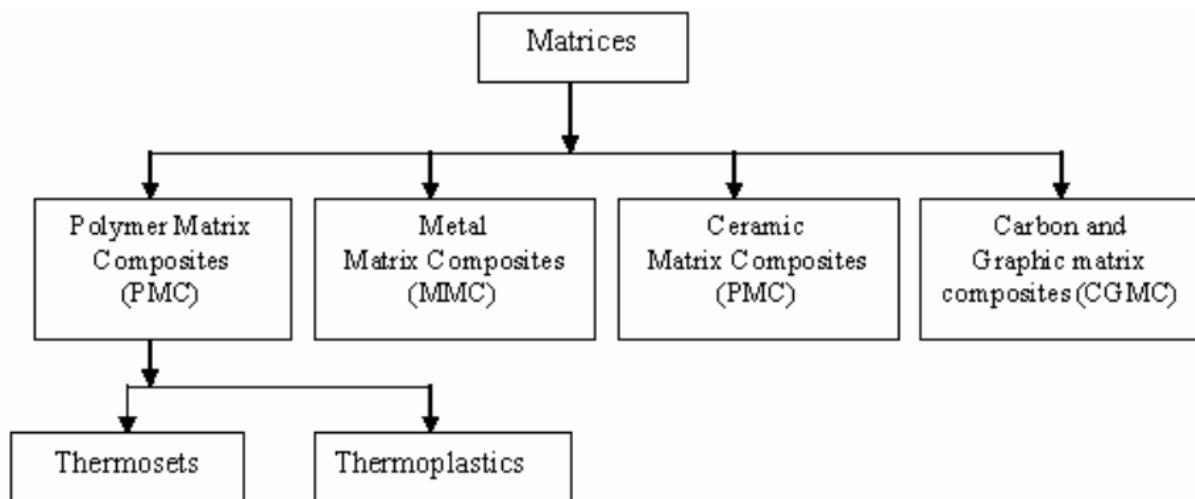 Matrices
Polymer Matrix
Composites
(PMC)
Metal
Matrix Composites
(MMC)
Ceramic
Matrix Composites
(PMC)
Carbon and
Graphic matrix
composites (CGMC)
Thermosets
Thermoplastics